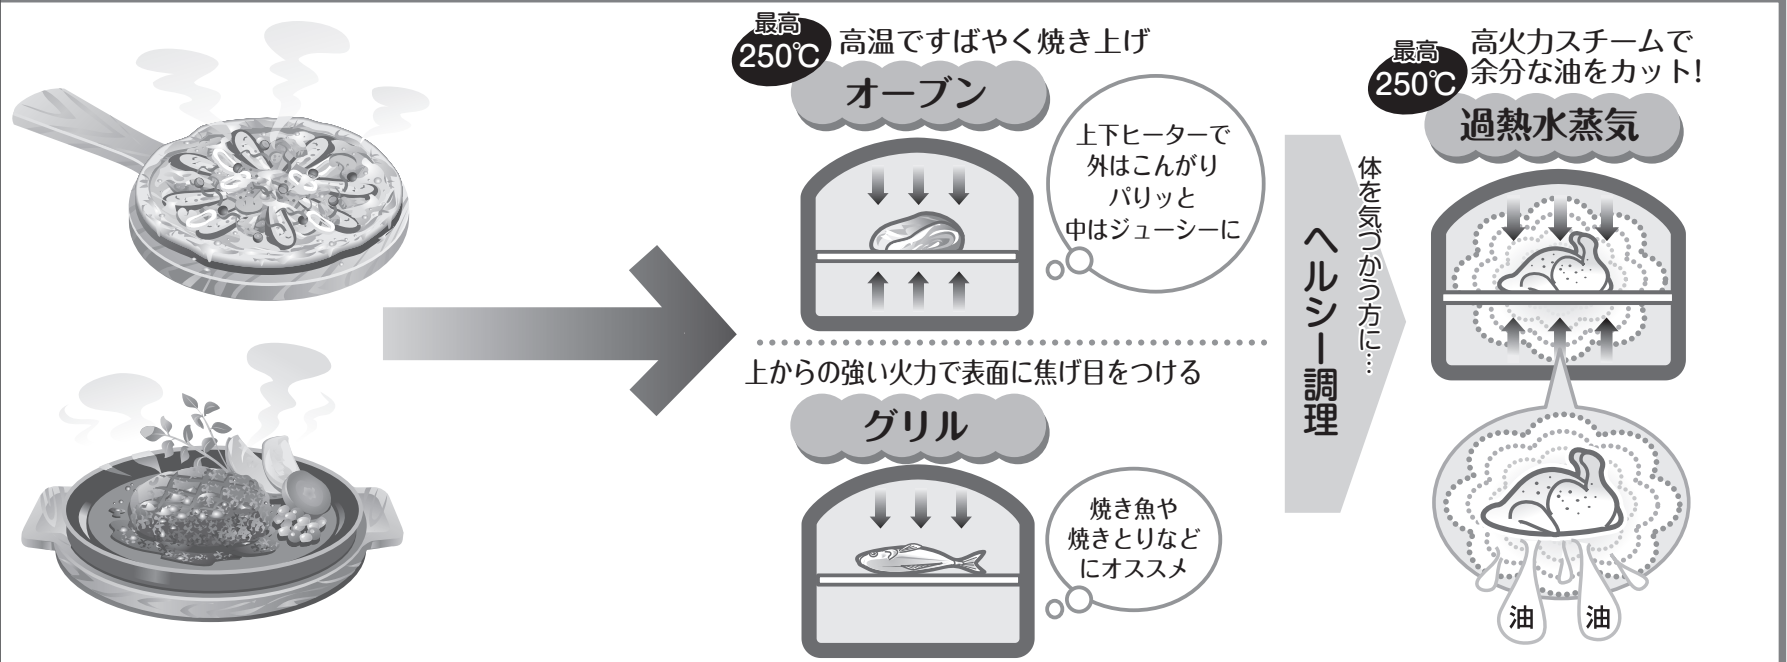 最高
250℃
高温ですばやく焼き上げ
オーブン
上下ヒーターで
外はこんがり
パリッと
中はジューシーに
上からの強い火力で表面に焦げ目をつける
グリル
焼き魚や
焼きとりなど
にオススメ
体を気づかう方に…
ヘルシー調理
最高
250℃
高火力スチームで
余分な油をカット!
過熱水蒸気
油
油